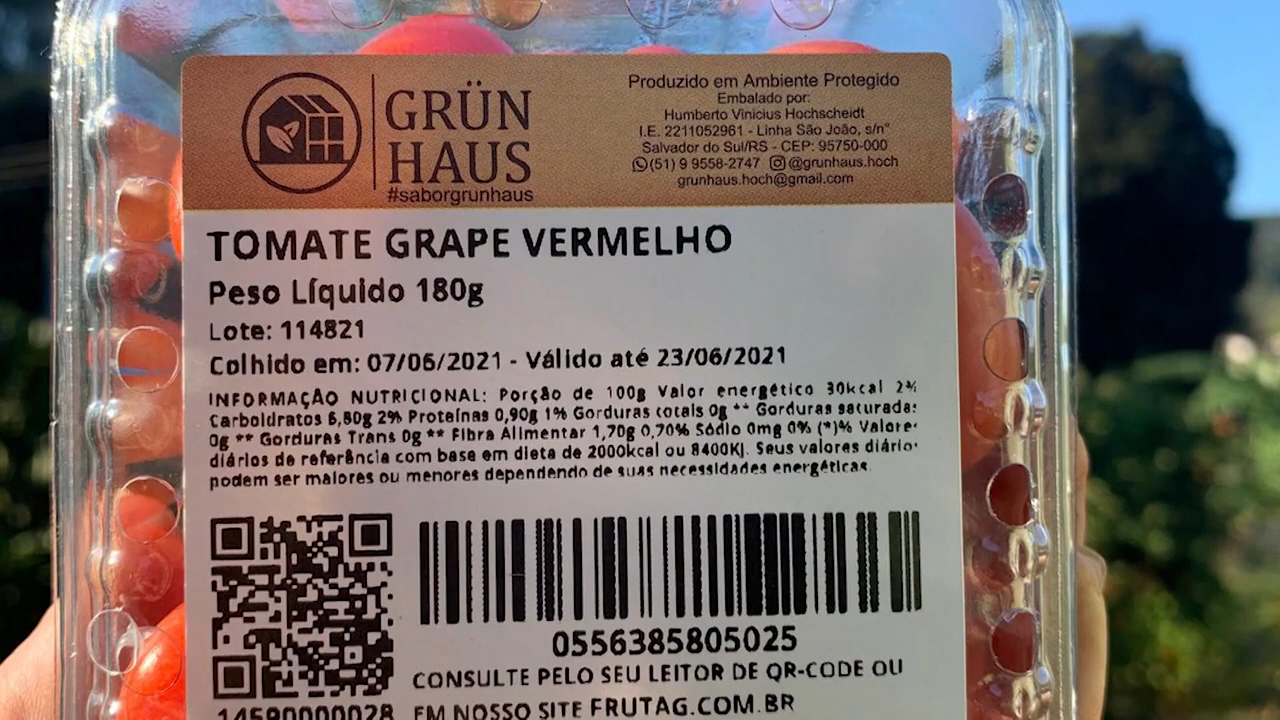 GRÜN
HAUS
#saborgrunhaus
Produzido em Ambiente Protegido
Embalado por:
Humberto Vinicius Hochscheidt
I.E. 2211052961 - Linha São João, s/n°
Salvador do Sul/RS - CEP: 95750-000
(51) 9 9558-2747 @grunhaus.hoch
grunhaus.hoch@gmail.com
TOMATE GRAPE VERMELHO
Peso Líquido 180g
Lote: 114821
Colhido em: 07/06/2021 - Válido até 23/06/2021
INFORMAÇÃO NUTRICIONAL: Porção de 100g Valor energético 30kcal 2%
Carboidratos 6,80g 2% Proteínas 0,90g 1% Gorduras totais 0g ** Gorduras saturadas
0g ** Gorduras Trans 0g ** Fibra Alimentar 1,70g 0,70% Sódio 0mg 0% (*)% Valores
diários de referência com base em dieta de 2000kcal ou 8400KJ. Seus valores diários
podem ser maiores ou menores dependendo de suas necessidades energéticas.
0556385805025
CONSULTE PELO SEU LEITOR DE QR-CODE OU
14590000028 EM NOSSO SITE FRUTAG.COM.BR